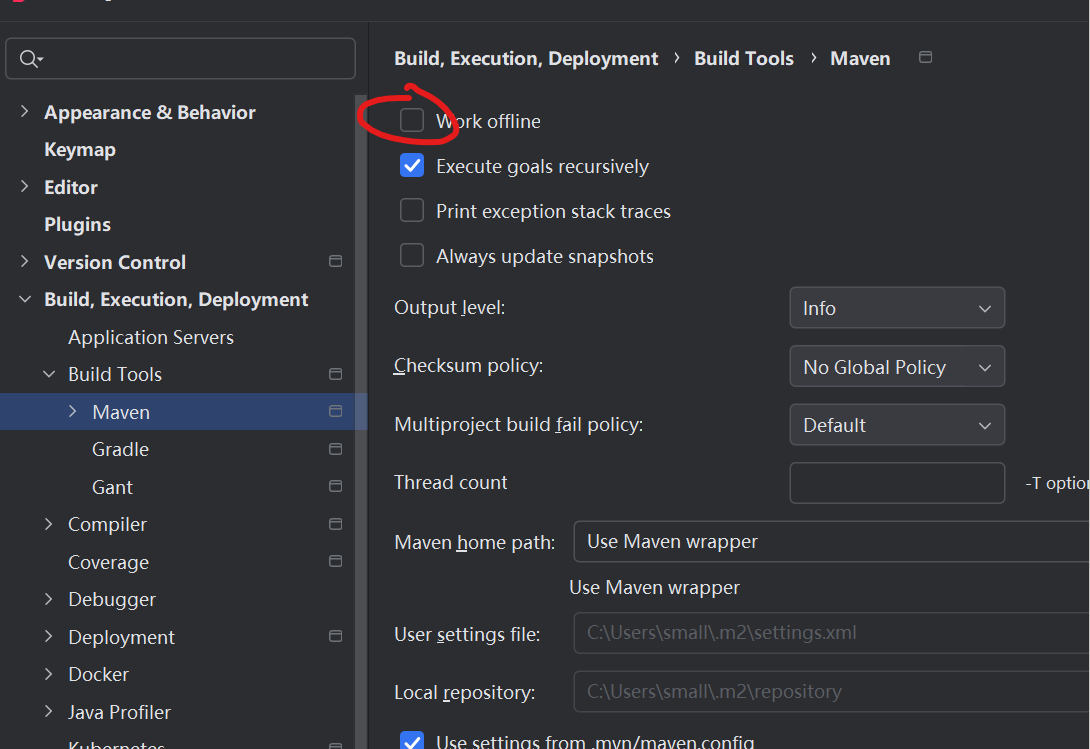 Build, Execution, Deployment › Build Tools › Maven
Appearance & Behavior
Keymap
Editor
Plugins
Version Control
Build, Execution, Deployment
Application Servers
Build Tools
Maven
Gradle
Gant
Compiler
Coverage
Debugger
Deployment
Docker
Java Profiler
Kubernetes
Work offline
Execute goals recursively
Print exception stack traces
Always update snapshots
Output level: Info
Checksum policy: No Global Policy
Multiproject build fail policy: Default
Thread count -T option
Maven home path: Use Maven wrapper
Use Maven wrapper
User settings file: C:\Users\small\.m2\settings.xml
Local repository: C:\Users\small\.m2\repository
Use settings from .mvn/maven.config